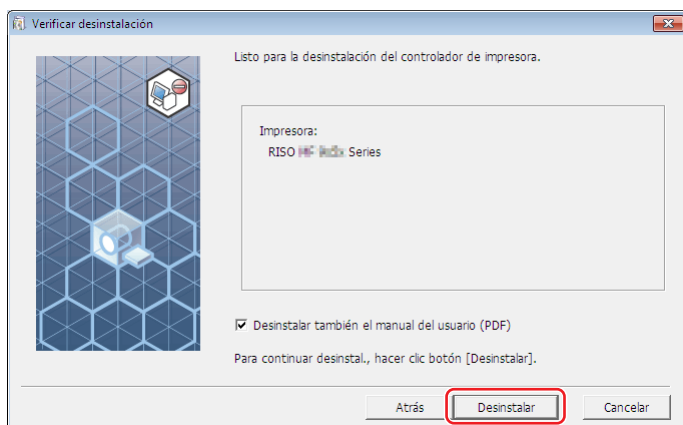 Verificar desinstalación
Listo para la desinstalación del controlador de impresora.
Impresora:
RISO Series
Desinstalar también el manual del usuario (PDF)
Para continuar desinstal., hacer clic botón [Desinstalar].
Atrás Desinstalar Cancelar